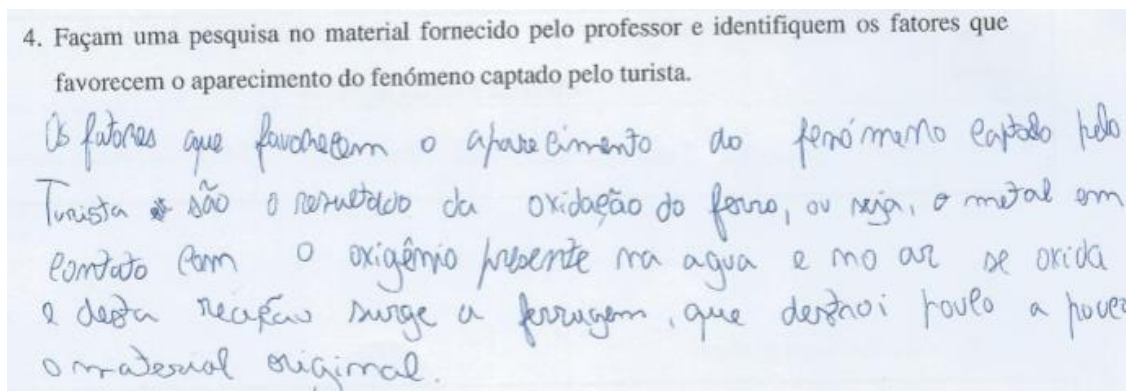 4. Façam uma pesquisa no material fornecido pelo professor e identifiquem os fatores que
favorecem o aparecimento do fenómeno captado pelo turista.
Os fatores que favorecem o aparecimento do fenómeno captado pelo
Turista são o resultado da oxidação do ferro, ou seja, o metal em
contato com o oxigênio presente na agua e no ar se oxida
e desta reação surge a ferrugem, que destroi pouco a pouco
o material original.